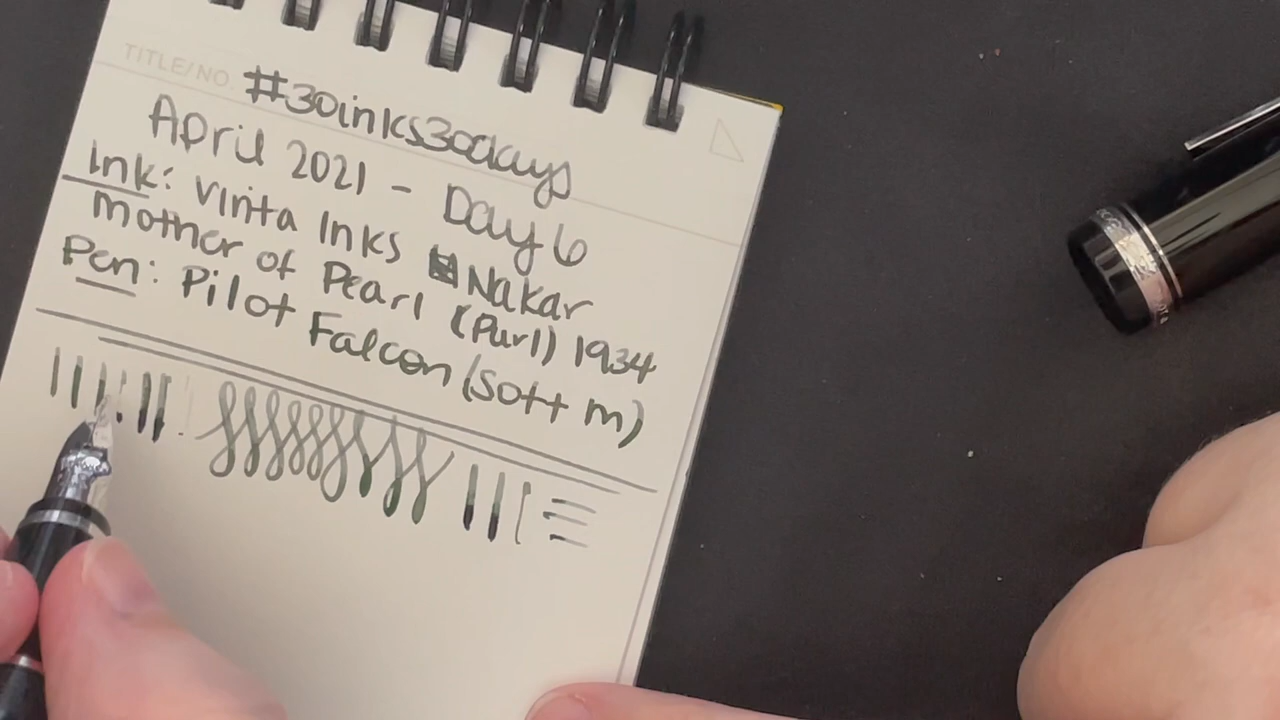 TITLE/NO.
#30inks30days
April 2021 - Day 6
Ink: Vinta Inks Nakar
Mother of Pearl (Purl) 1934
Pen: Pilot Falcon (Soft M)